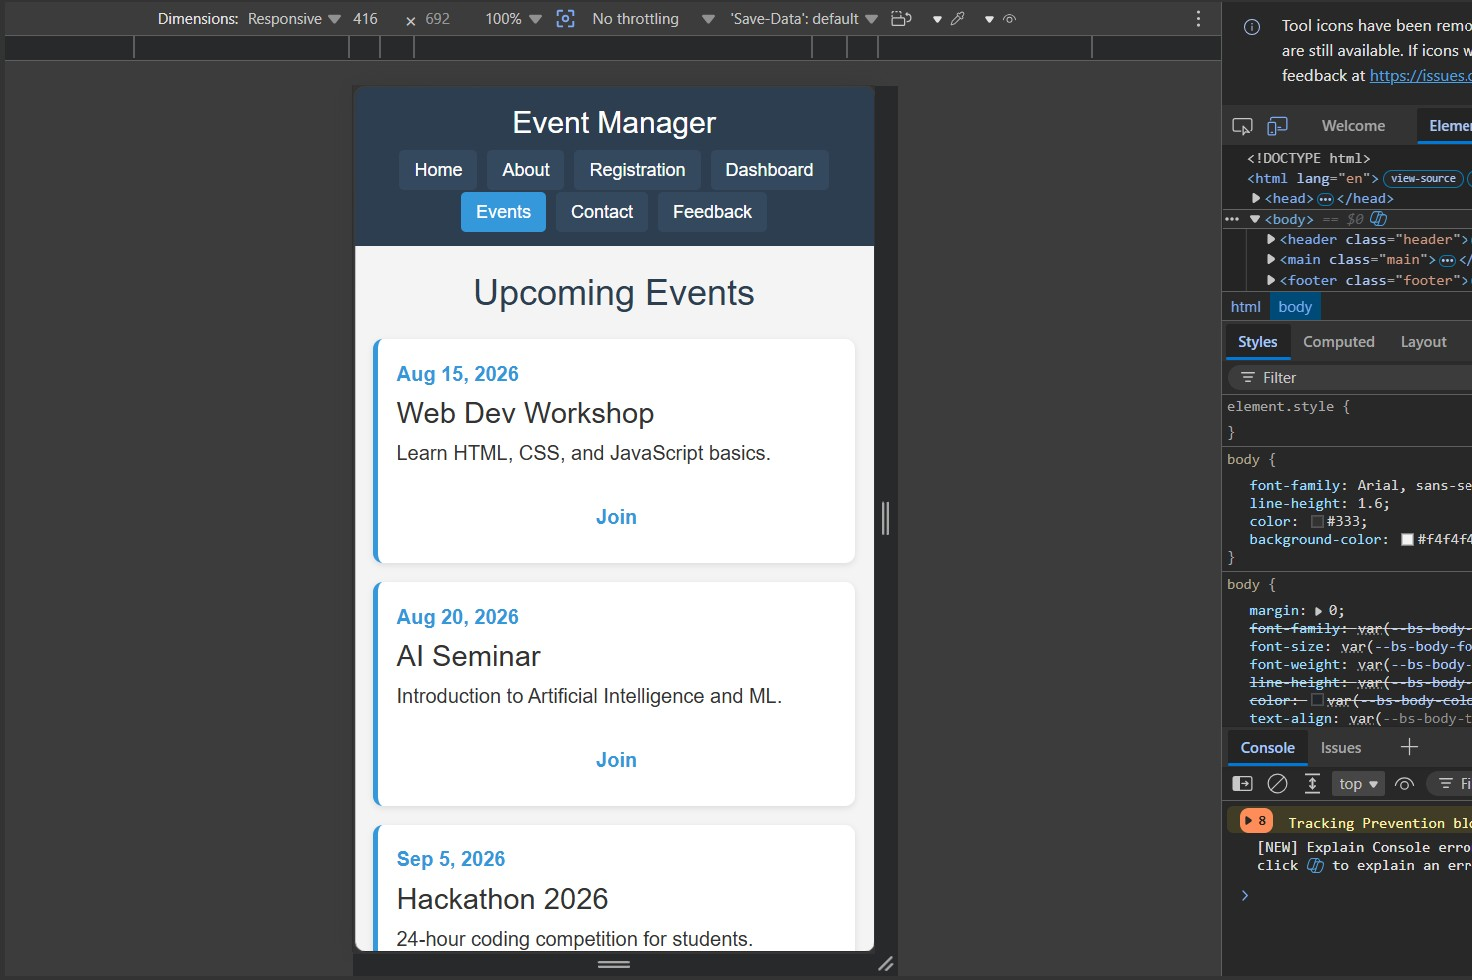 Dimensions: Responsive 416 × 692 100% No throttling 'Save-Data': default
Event Manager
Home About Registration Dashboard
Events Contact Feedback
Upcoming Events
Aug 15, 2026
Web Dev Workshop
Learn HTML, CSS, and JavaScript basics.
Join
Aug 20, 2026
AI Seminar
Introduction to Artificial Intelligence and ML.
Join
Sep 5, 2026
Hackathon 2026
24-hour coding competition for students.
Tool icons have been remo
are still available. If icons w
feedback at https://issues.c
Welcome Elemen
<!DOCTYPE html>
<html lang="en"> view-source
<head> ••• </head>
••• <body> == $0
<header class="header">
<main class="main"> ••• </
<footer class="footer">
html body
Styles Computed Layout
Filter
element.style {
}
body {
font-family: Arial, sans-se
line-height: 1.6;
color: #333;
background-color: #f4f4f4
}
body {
margin: 0;
font-family: var(--bs-body-
font-size: var(--bs-body-fo
font-weight: var(--bs-body-
line-height: var(--bs-body-
color: var(--bs-body-colo
text-align: var(--bs-body-t
Console Issues
top Fi
8 Tracking Prevention blo
[NEW] Explain Console erro
click to explain an err